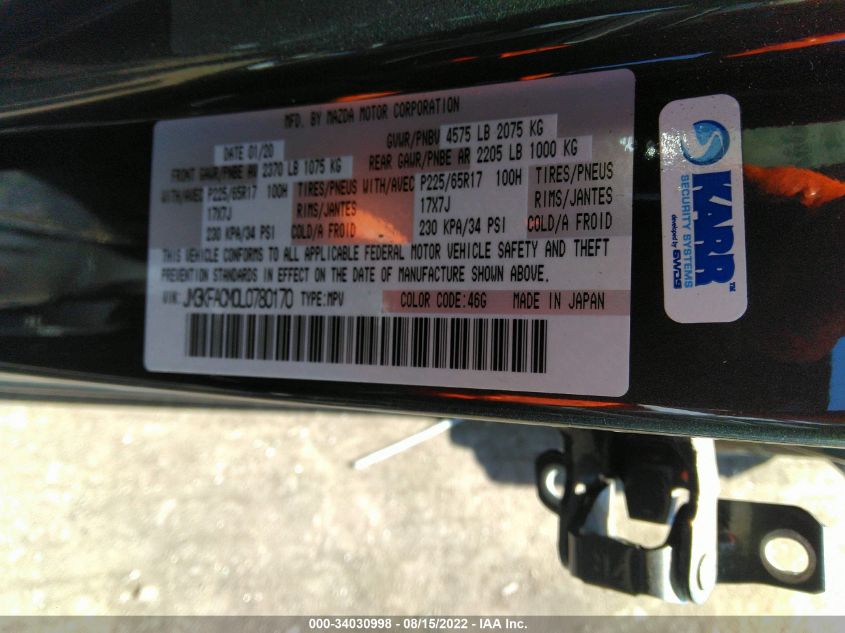 MFD. BY MAZDA MOTOR CORPORATION
DATE 01/20 GVWR/PNBV 4575 LB 2075 KG
FRONT GAWR/PNBE AV 2370 LB 1075 KG REAR GAWR/PNBE AR 2205 LB 1000 KG
WITH/AVEC P225/65R17 100H TIRES/PNEUS WITH/AVEC P225/65R17 100H TIRES/PNEUS
17X7J RIMS/JANTES 17X7J RIMS/JANTES
230 KPA/34 PSI COLD/A FROID 230 KPA/34 PSI COLD/A FROID
THIS VEHICLE CONFORMS TO ALL APPLICABLE FEDERAL MOTOR VEHICLE SAFETY AND THEFT
PREVENTION STANDARDS IN EFFECT ON THE DATE OF MANUFACTURE SHOWN ABOVE.
VIN: JM3KFACM0L0780170 TYPE:MPV COLOR CODE:46G MADE IN JAPAN
KARR™
SECURITY SYSTEMS
developed by SWDS
000-34030998 - 08/15/2022 - IAA Inc.